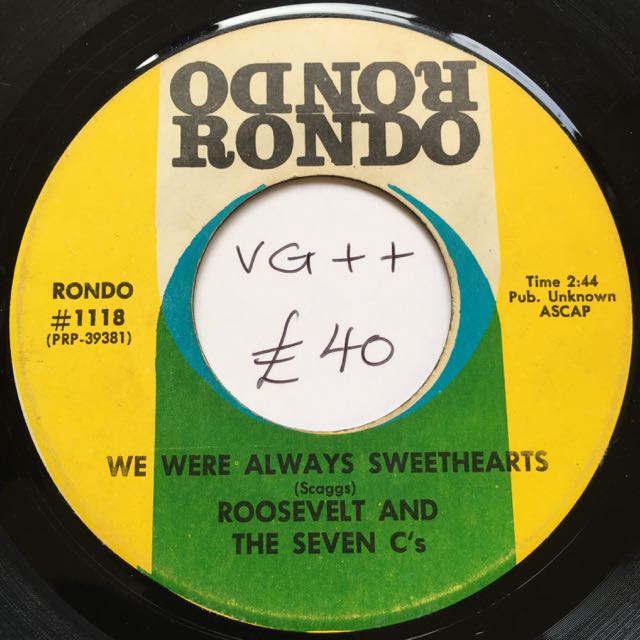 RONDO
RONDO
VG++
£40
RONDO
#1118
(PRP-39381)
Time 2:44
Pub. Unknown
ASCAP
WE WERE ALWAYS SWEETHEARTS
(Scaggs)
ROOSEVELT AND
THE SEVEN C's